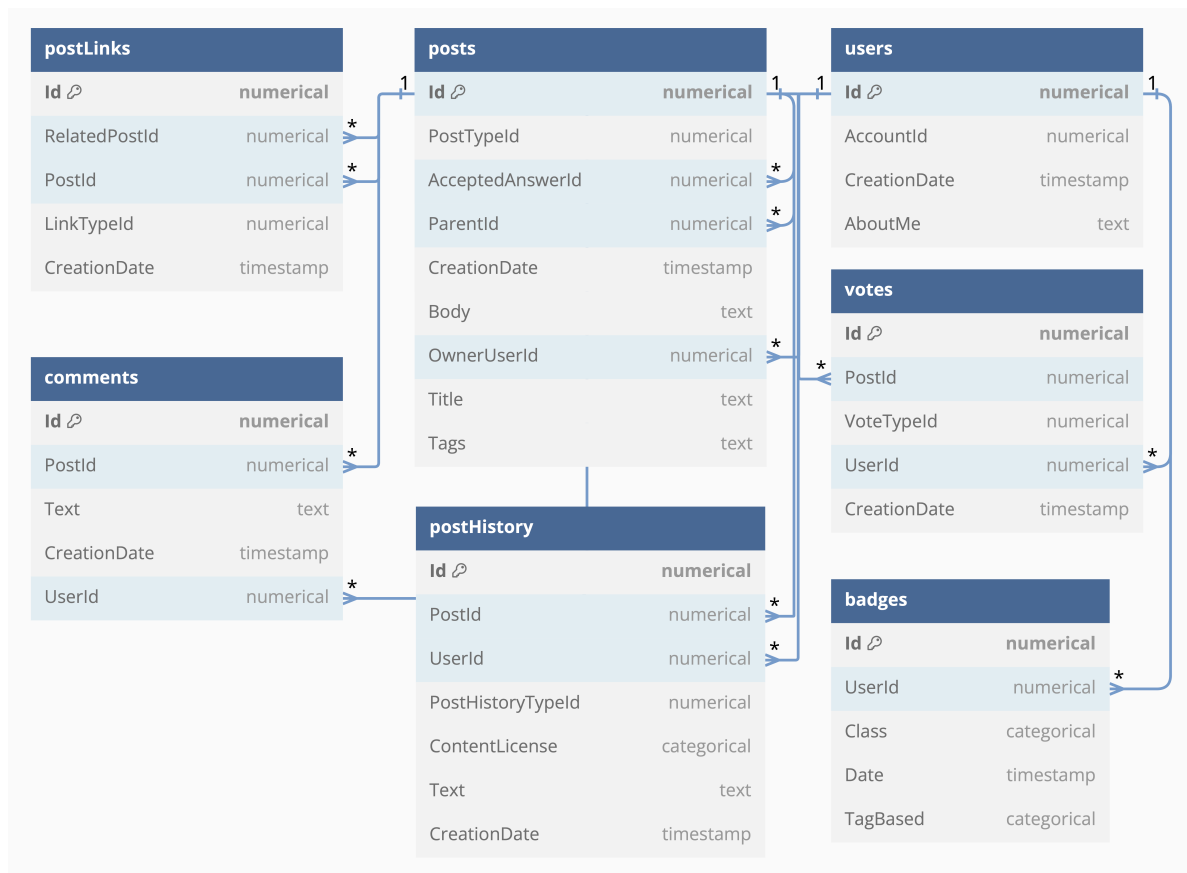 postLinks
Id numerical
RelatedPostId numerical
PostId numerical
LinkTypeId numerical
CreationDate timestamp
comments
Id numerical
PostId numerical
Text text
CreationDate timestamp
UserId numerical
posts
Id numerical
PostTypeId numerical
AcceptedAnswerId numerical
ParentId numerical
CreationDate timestamp
Body text
OwnerUserId numerical
Title text
Tags text
postHistory
Id numerical
PostId numerical
UserId numerical
PostHistoryTypeId numerical
ContentLicense categorical
Text text
CreationDate timestamp
users
Id numerical
AccountId numerical
CreationDate timestamp
AboutMe text
votes
Id numerical
PostId numerical
VoteTypeId numerical
UserId numerical
CreationDate timestamp
badges
Id numerical
UserId numerical
Class categorical
Date timestamp
TagBased categorical
1
1
1
1
*
*
*
*
*
*
*
*
*
*
*
*